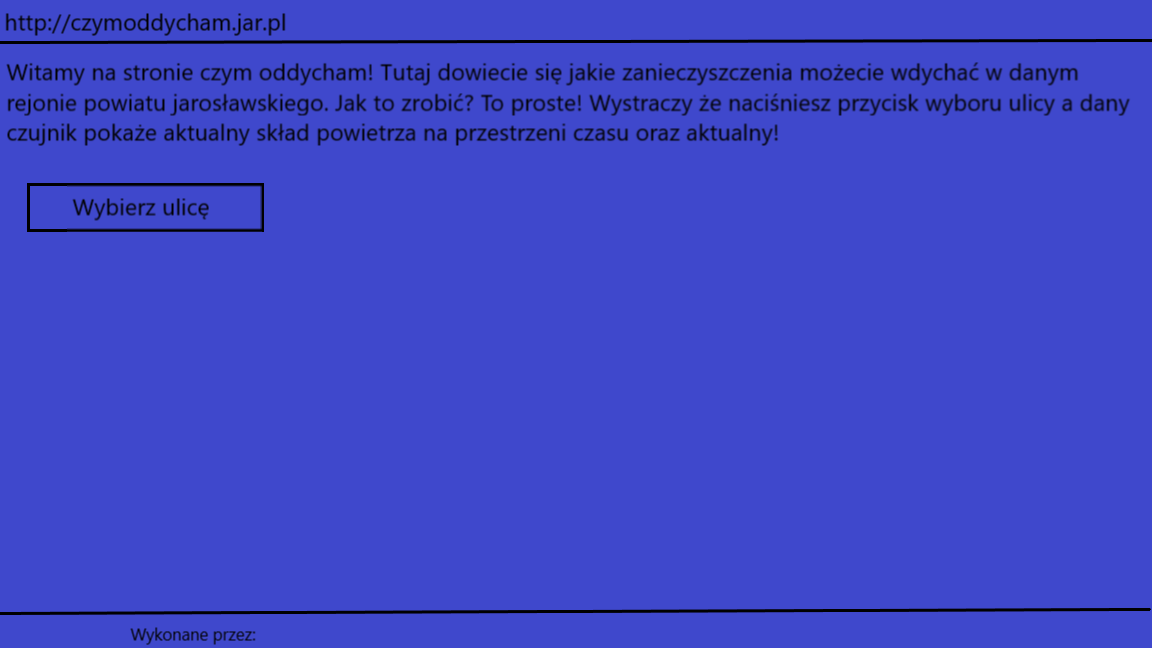 http://czymoddycham.jar.pl
Witamy na stronie czym oddycham! Tutaj dowiecie się jakie zanieczyszczenia możecie wdychać w danym
rejonie powiatu jarosławskiego. Jak to zrobić? To proste! Wystraczy że naciśniesz przycisk wyboru ulicy a dany
czujnik pokaże aktualny skład powietrza na przestrzeni czasu oraz aktualny!
Wybierz ulicę
Wykonane przez: